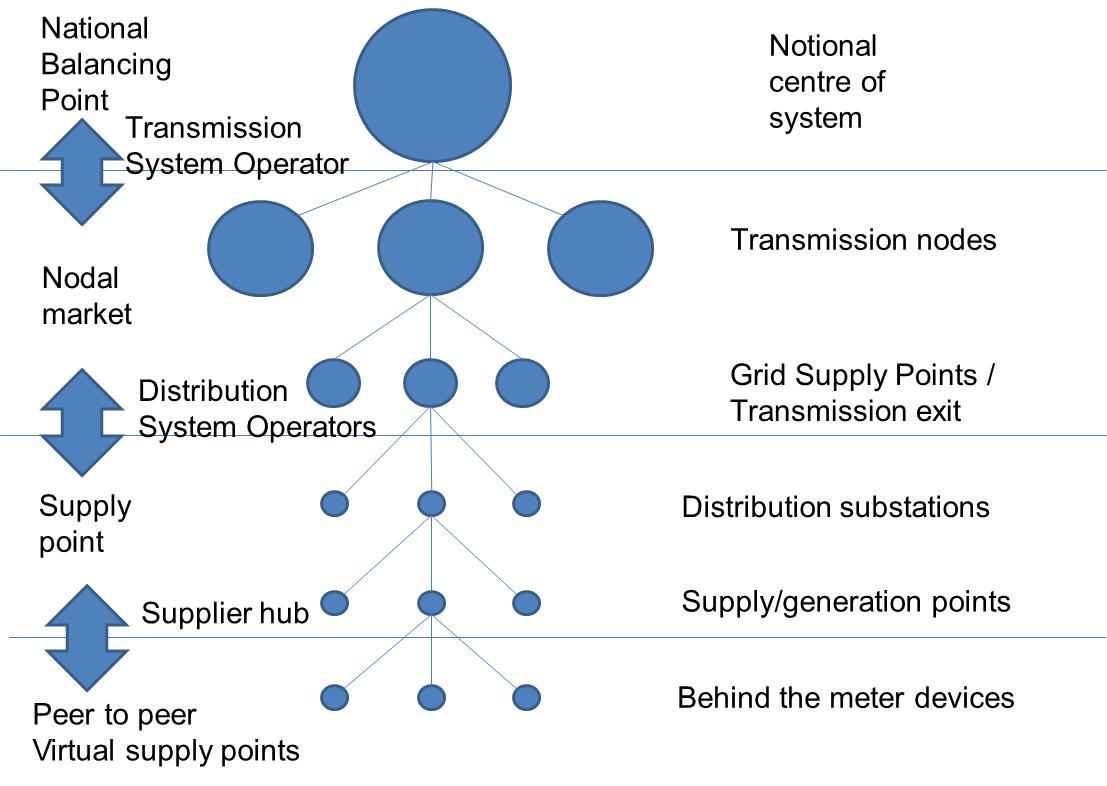 National
Balancing
Point
Notional
centre of
system
Transmission
System Operator
Transmission nodes
Nodal
market
Grid Supply Points /
Transmission exit
Distribution
System Operators
Supply
point
Distribution substations
Supplier hub
Supply/generation points
Behind the meter devices
Peer to peer
Virtual supply points